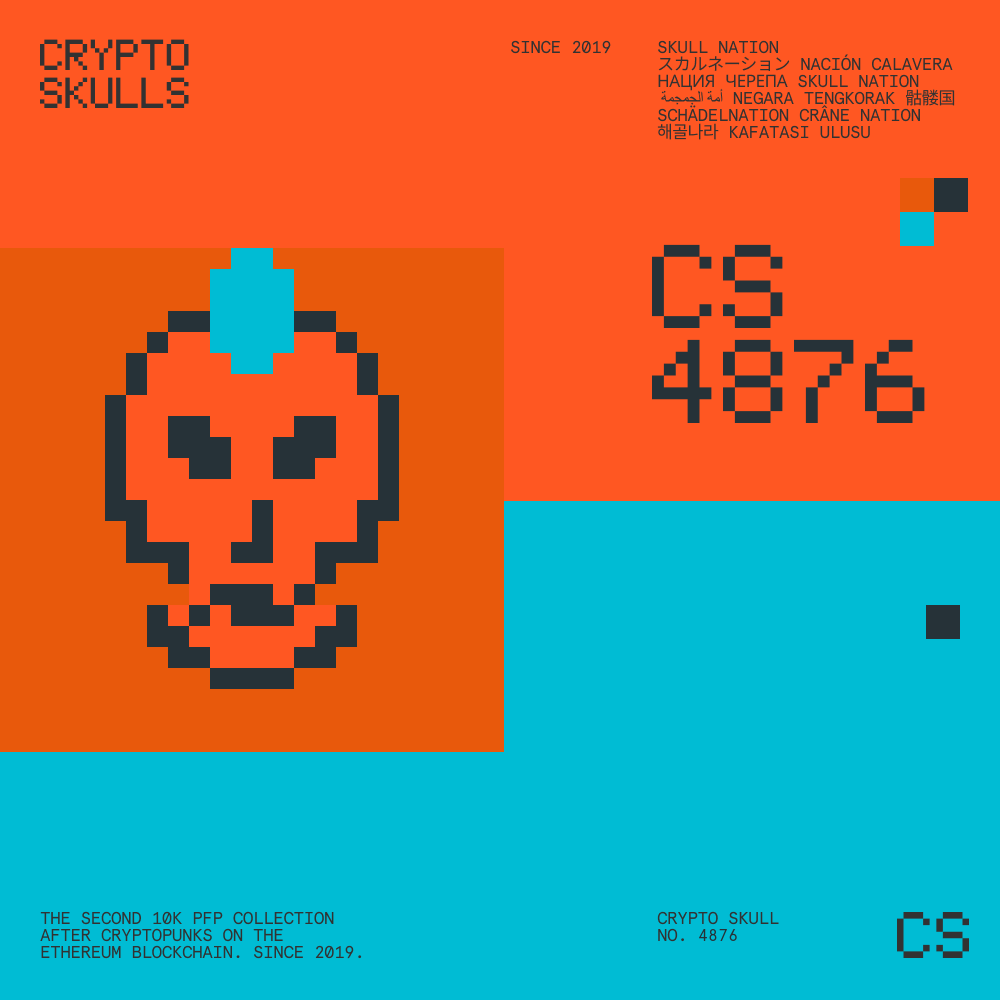 CRYPTO
SKULLS
SINCE 2019
SKULL NATION
スカルネーション NACIÓN CALAVERA
НАЦИЯ ЧЕРЕПА SKULL NATION
أمة الجمجمة NEGARA TENGKORAK 骷髅国
SCHÄDELNATION CRÂNE NATION
해골나라 KAFATASI ULUSU
CS
4876
THE SECOND 10K PFP COLLECTION
AFTER CRYPTOPUNKS ON THE
ETHEREUM BLOCKCHAIN. SINCE 2019.
CRYPTO SKULL
NO. 4876
CS